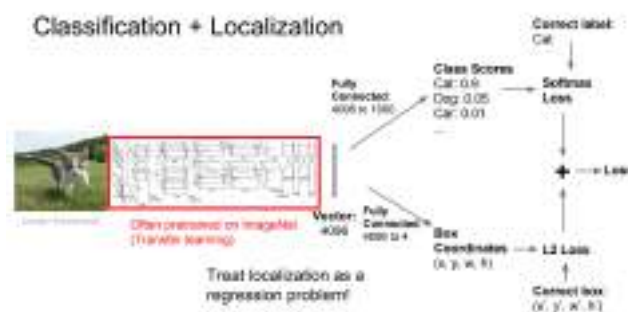 Classification + Localization
Correct label:
Cat
Class Scores
Cat: 0.9
Dog: 0.05
Car: 0.01
...
Softmax
Loss
Fully
Connected:
4096 to 1000
+
Loss
Often pretrained on ImageNet
(Transfer learning)
Vector:
4096
Fully
Connected:
4096 to 4
Box
Coordinates
(x, y, w, h)
L2 Loss
Treat localization as a
regression problem!
Correct box:
(x', y', w', h')